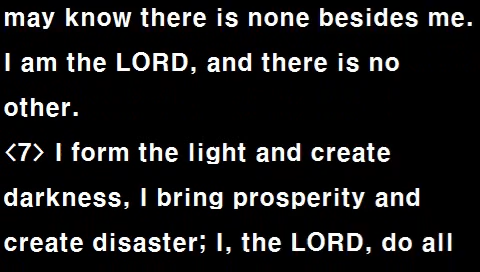 may know there is none besides me.
I am the LORD, and there is no
other.
<7> I form the light and create
darkness, I bring prosperity and
create disaster; I, the LORD, do all